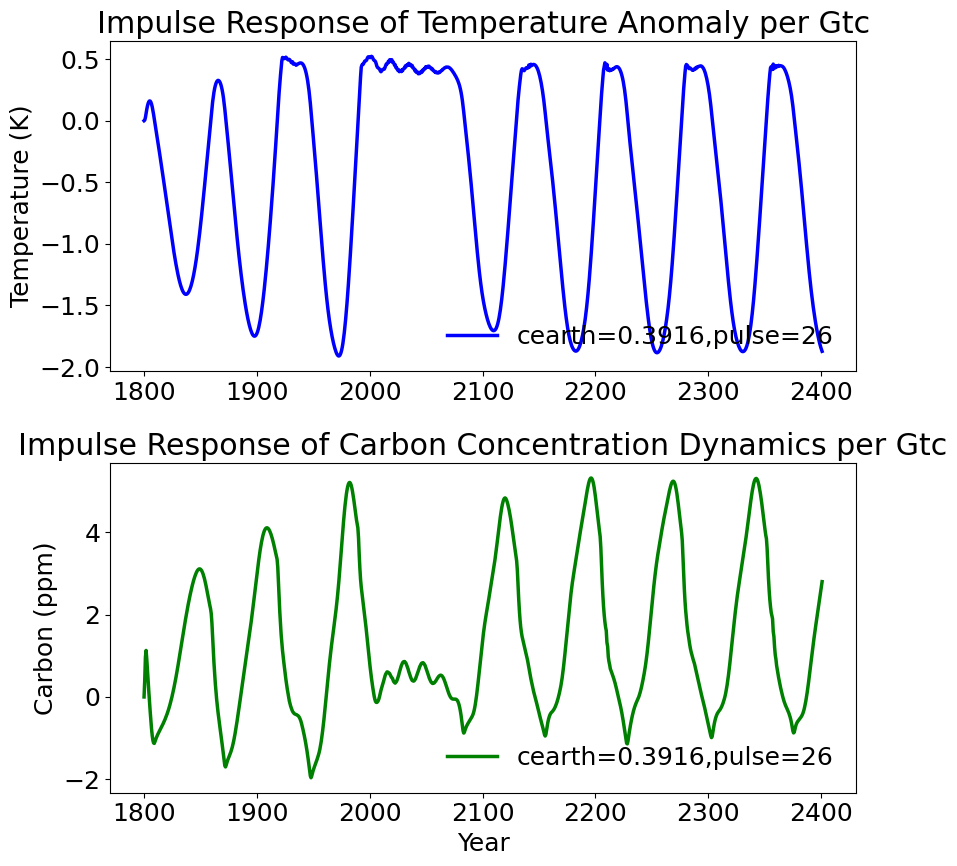 Impulse Response of Temperature Anomaly per Gtc
Temperature (K)
0.5
0.0
−0.5
−1.0
−1.5
−2.0
cearth=0.3916,pulse=26
1800 1900 2000 2100 2200 2300 2400
Impulse Response of Carbon Concentration Dynamics per Gtc
Carbon (ppm)
4
2
0
−2
cearth=0.3916,pulse=26
1800 1900 2000 2100 2200 2300 2400
Year